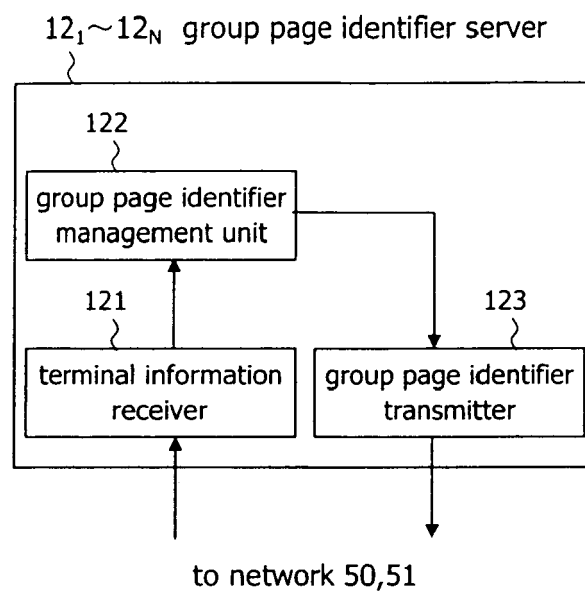 12₁~12ₙ group page identifier server
122
group page identifier
management unit
121
terminal information
receiver
123
group page identifier
transmitter
to network 50,51